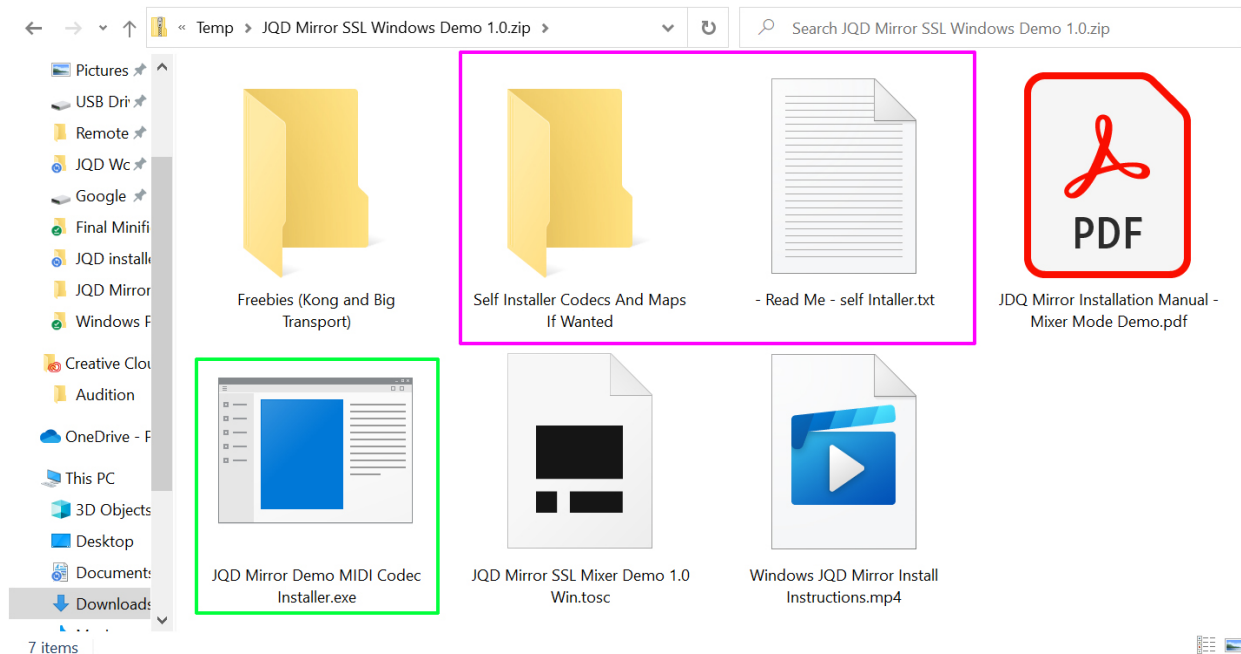 « Temp > JQD Mirror SSL Windows Demo 1.0.zip >
Search JQD Mirror SSL Windows Demo 1.0.zip
Pictures
USB Dri
Remote
JQD Wc
Google
Final Minifi
JQD installe
JQD Mirror
Windows F
Creative Clou
Audition
OneDrive - P
This PC
3D Objects
Desktop
Documents
Downloads
Freebies (Kong and Big
Transport)
Self Installer Codecs And Maps
If Wanted
- Read Me - self Intaller.txt
PDF
JDQ Mirror Installation Manual -
Mixer Mode Demo.pdf
JQD Mirror Demo MIDI Codec
Installer.exe
JQD Mirror SSL Mixer Demo 1.0
Win.tosc
Windows JQD Mirror Install
Instructions.mp4
7 items